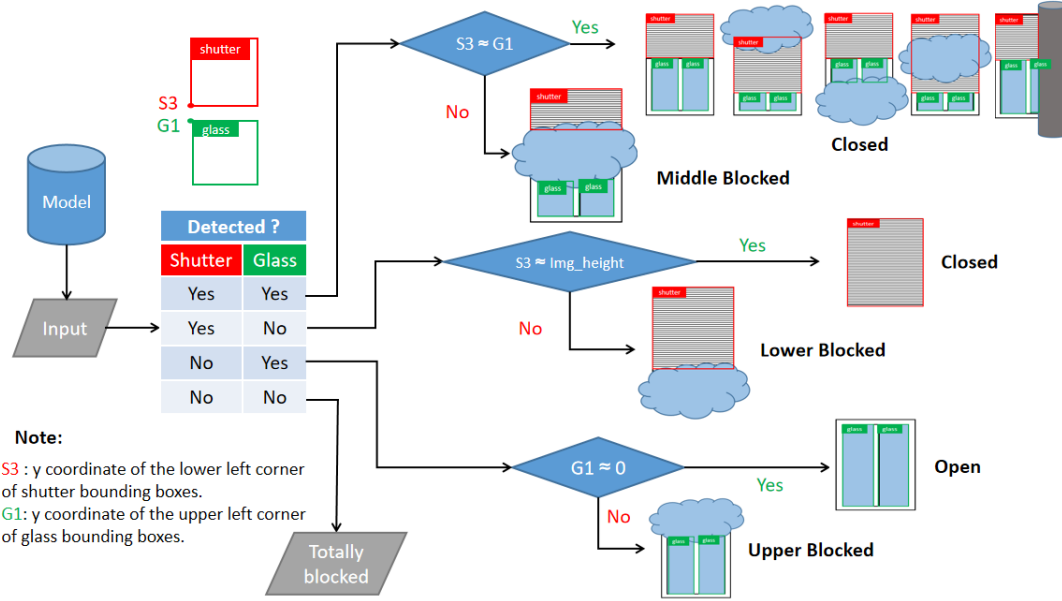 shutter
S3
G1
glass
Model
Input
Detected ?
Shutter Glass
Yes Yes
Yes No
No Yes
No No
Note:
S3 : y coordinate of the lower left corner
of shutter bounding boxes.
G1: y coordinate of the upper left corner
of glass bounding boxes.
Totally
blocked
S3 ≈ G1
Yes
No
shutter
glass glass
Middle Blocked
shutter
glass glass
shutter
glass glass
shutter
glass glass
shutter
glass glass
shutter
glass glass
Closed
S3 ≈ Img_height
Yes
No
shutter
Closed
shutter
Lower Blocked
G1 ≈ 0
Yes
No
glass glass
Open
glass glass
Upper Blocked